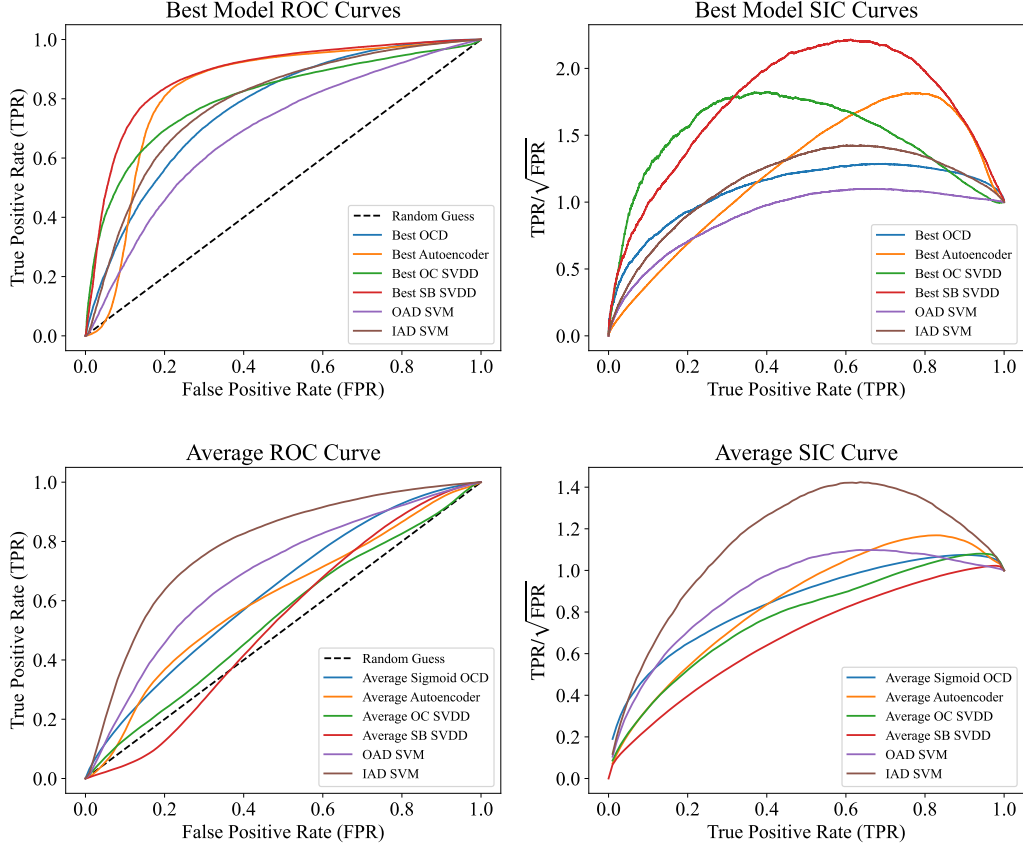 Best Model ROC Curves
True Positive Rate (TPR)
1.0
0.8
0.6
0.4
0.2
0.0
Random Guess
Best OCD
Best Autoencoder
Best OC SVDD
Best SB SVDD
OAD SVM
IAD SVM
0.0 0.2 0.4 0.6 0.8 1.0
False Positive Rate (FPR)
Best Model SIC Curves
TPR/√FPR
2.0
1.5
1.0
0.5
0.0
Best OCD
Best Autoencoder
Best OC SVDD
Best SB SVDD
OAD SVM
IAD SVM
0.0 0.2 0.4 0.6 0.8 1.0
True Positive Rate (TPR)
Average ROC Curve
True Positive Rate (TPR)
1.0
0.8
0.6
0.4
0.2
0.0
Random Guess
Average Sigmoid OCD
Average Autoencoder
Average OC SVDD
Average SB SVDD
OAD SVM
IAD SVM
0.0 0.2 0.4 0.6 0.8 1.0
False Positive Rate (FPR)
Average SIC Curve
TPR/√FPR
1.4
1.2
1.0
0.8
0.6
0.4
0.2
0.0
Average Sigmoid OCD
Average Autoencoder
Average OC SVDD
Average SB SVDD
OAD SVM
IAD SVM
0.0 0.2 0.4 0.6 0.8 1.0
True Positive Rate (TPR)